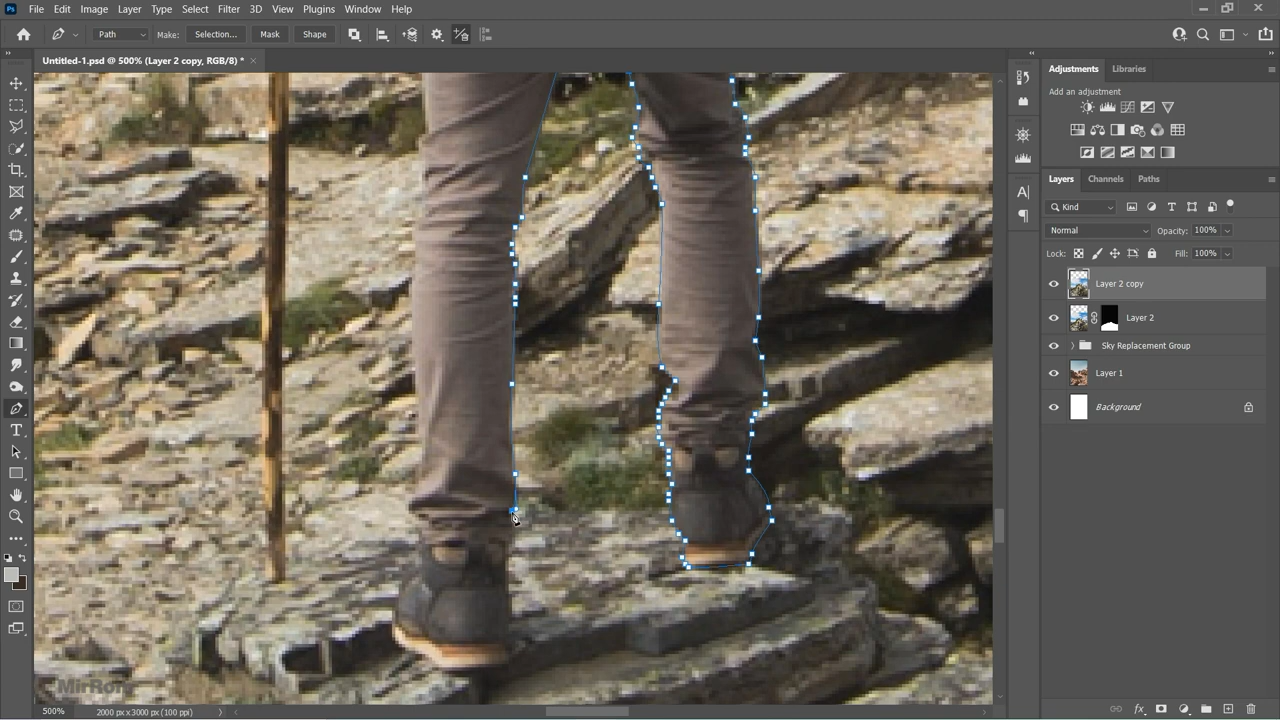 Ps File Edit Image Layer Type Select Filter 3D View Plugins Window Help
Path Make: Selection... Mask Shape
Untitled-1.psd @ 500% (Layer 2 copy, RGB/8) *
Adjustments Libraries
Add an adjustment
Layers Channels Paths
Kind
Normal Opacity: 100%
Lock: Fill: 100%
Layer 2 copy
Layer 2
Sky Replacement Group
Layer 1
Background
500% 2000 px x 3000 px (100 ppi)